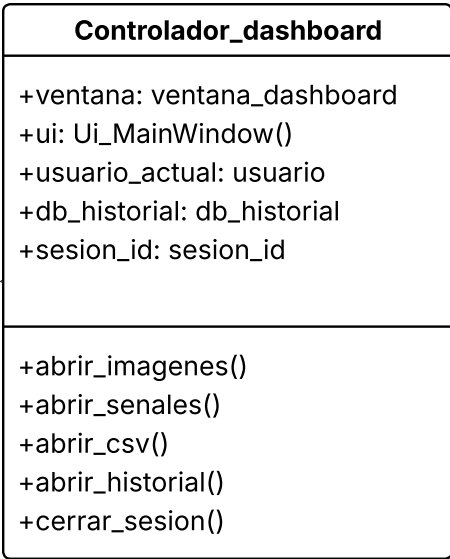 Controlador_dashboard
+ventana: ventana_dashboard
+ui: Ui_MainWindow()
+usuario_actual: usuario
+db_historial: db_historial
+sesion_id: sesion_id
+abrir_imagenes()
+abrir_senales()
+abrir_csv()
+abrir_historial()
+cerrar_sesion()